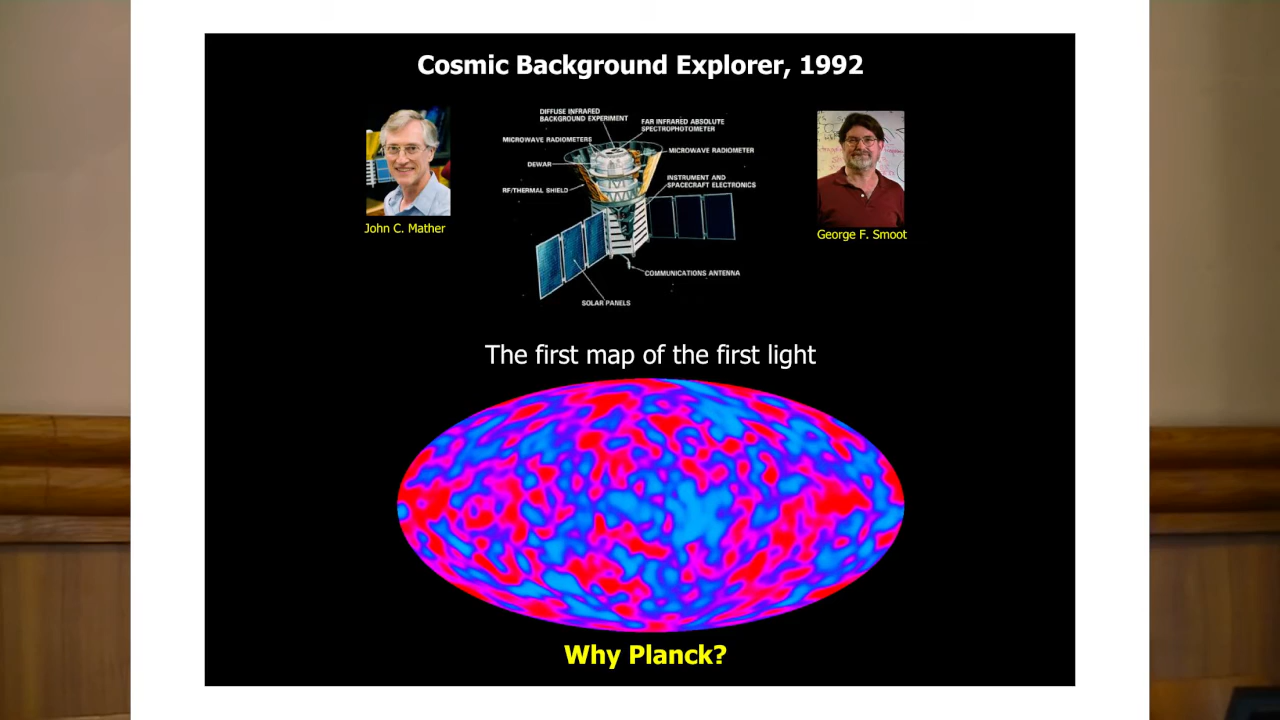 Cosmic Background Explorer, 1992
DIFFUSE INFRARED
BACKGROUND EXPERIMENT
FAR INFRARED ABSOLUTE
SPECTROPHOTOMETER
MICROWAVE RADIOMETERS
MICROWAVE RADIOMETER
DEWAR
INSTRUMENT AND
SPACECRAFT ELECTRONICS
RF/THERMAL SHIELD
John C. Mather
George F. Smoot
COMMUNICATIONS ANTENNA
SOLAR PANELS
The first map of the first light
Why Planck?